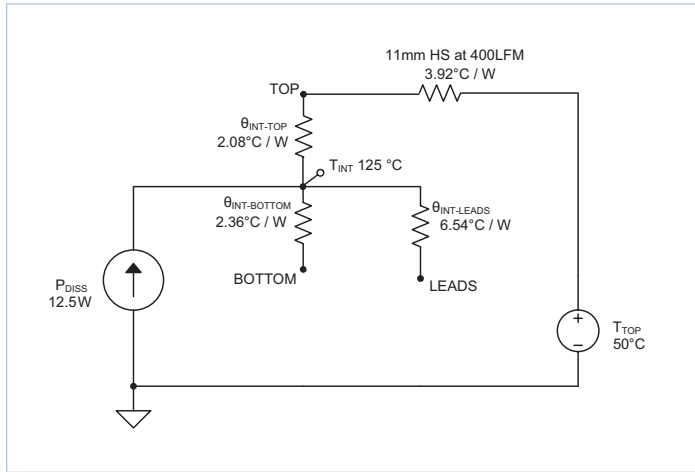 11mm HS at 400LFM
3.92°C / W
TOP
θINT-TOP
2.08°C / W
TINT 125 °C
θINT-BOTTOM
2.36°C / W
θINT-LEADS
6.54°C / W
BOTTOM
LEADS
PDISS
12.5W
+
–
TTOP
50°C